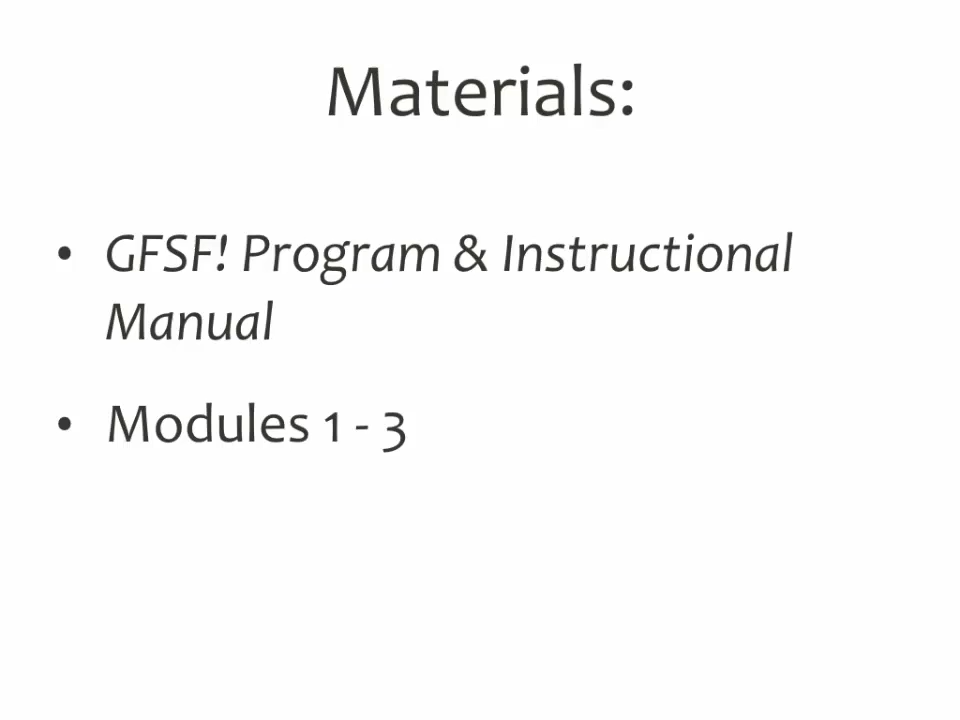 Materials:
• GFSF! Program & Instructional
Manual
• Modules 1 - 3